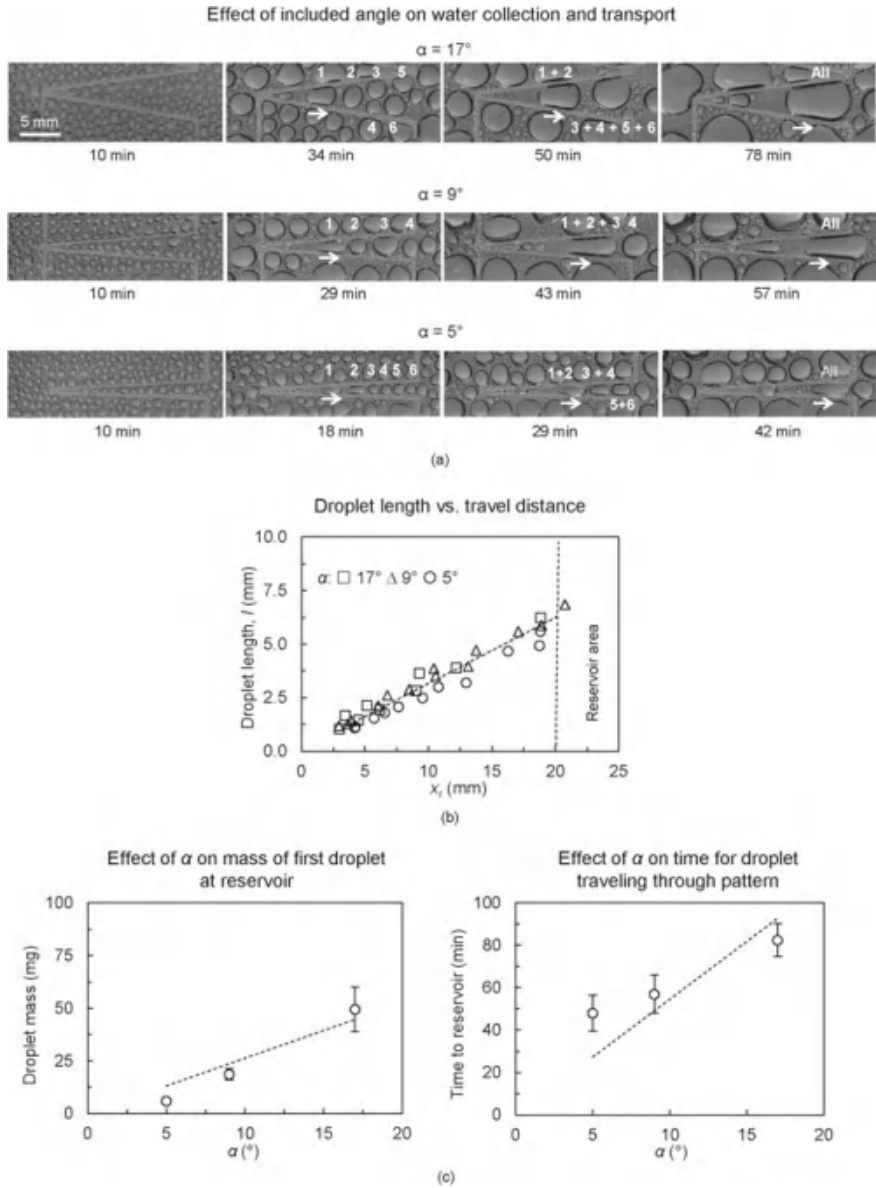 Effect of included angle on water collection and transport
α = 17°
1 2 3 5
4 6
1 + 2
3 + 4 + 5 + 6
All
5 mm
10 min 34 min 50 min 78 min
α = 9°
1 2 3 4
1 + 2 + 3 4
All
10 min 29 min 43 min 57 min
α = 5°
1 2 3 4 5 6
1+2 3 + 4
5+6
All
10 min 18 min 29 min 42 min
(a)
Droplet length vs. travel distance
10.0
7.5
5.0
2.5
0.0
Droplet length, l (mm)
α: □ 17° Δ 9° ○ 5°
Reservoir area
0 5 10 15 20 25
xr (mm)
(b)
Effect of α on mass of first droplet
at reservoir
100
75
50
25
0
Droplet mass (mg)
0 5 10 15 20
α (°)
Effect of α on time for droplet
traveling through pattern
100
80
60
40
20
0
Time to reservoir (min)
0 5 10 15 20
α (°)
(c)